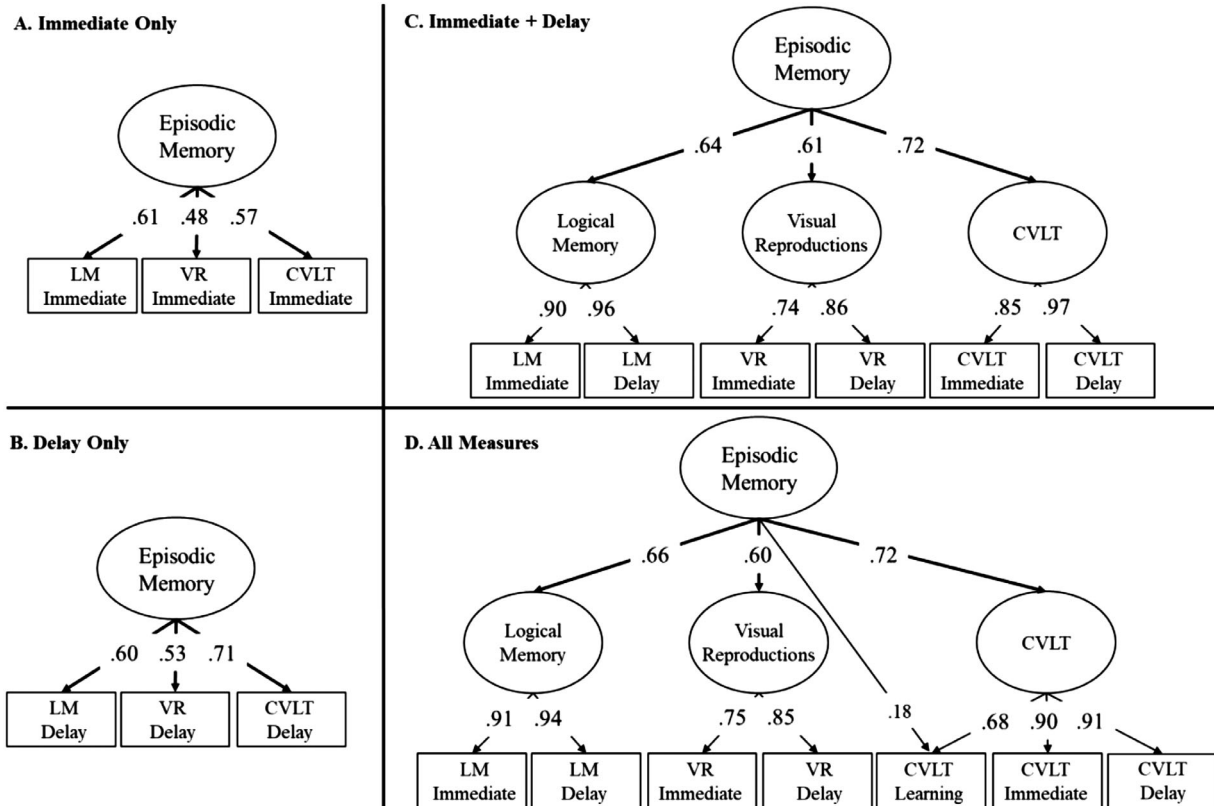 A. Immediate Only
Episodic
Memory
.61 .48 .57
LM
Immediate
VR
Immediate
CVLT
Immediate
B. Delay Only
Episodic
Memory
.60 .53 .71
LM
Delay
VR
Delay
CVLT
Delay
C. Immediate + Delay
Episodic
Memory
.64 .61 .72
Logical
Memory
Visual
Reproductions
CVLT
.90 .96 .74 .86 .85 .97
LM
Immediate
LM
Delay
VR
Immediate
VR
Delay
CVLT
Immediate
CVLT
Delay
D. All Measures
Episodic
Memory
.66 .60 .72
Logical
Memory
Visual
Reproductions
CVLT
.91 .94 .75 .85 .18 .68 .90 .91
LM
Immediate
LM
Delay
VR
Immediate
VR
Delay
CVLT
Learning
CVLT
Immediate
CVLT
Delay